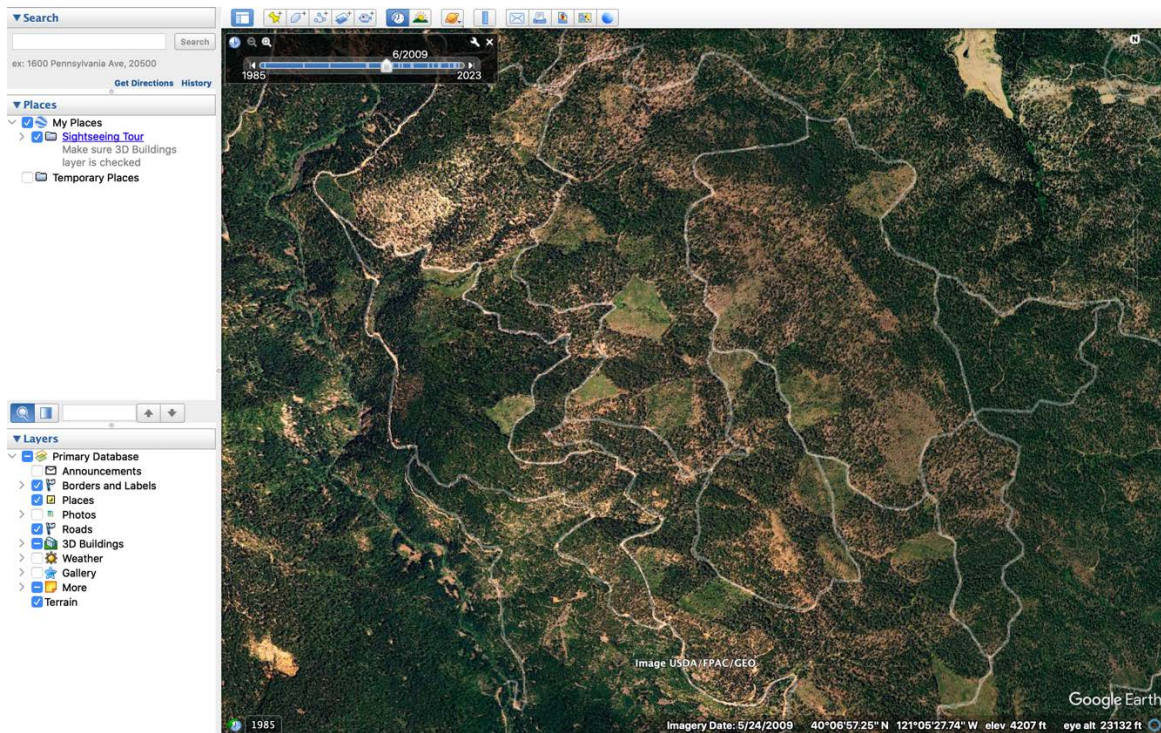 ▼ Search
Search
ex: 1600 Pennsylvania Ave, 20500
Get Directions History
▼ Places
My Places
Sightseeing Tour
Make sure 3D Buildings
layer is checked
Temporary Places
▼ Layers
Primary Database
Announcements
Borders and Labels
Places
Photos
Roads
3D Buildings
Weather
Gallery
More
Terrain
6/2009
1985 2023
N
Image USDA/FPAC/GEO
Google Earth
1985
Imagery Date: 5/24/2009 40°06'57.25" N 121°05'27.74" W elev 4207 ft eye alt 23132 ft